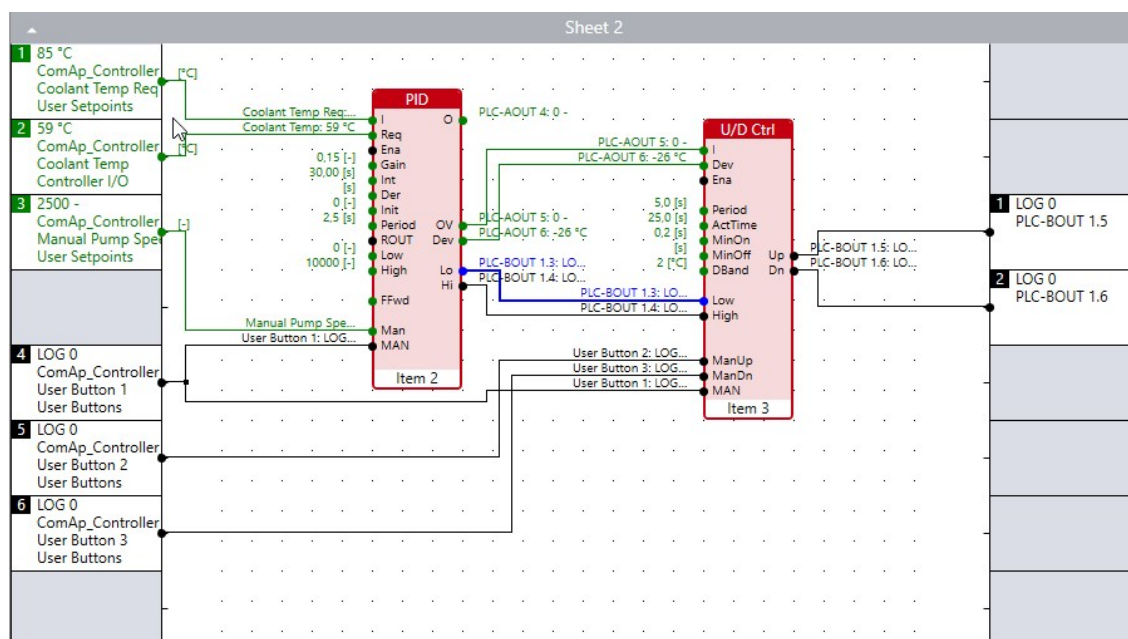 Sheet 2
1 85 °C
ComAp_Controller
Coolant Temp Req
User Setpoints
2 59 °C
ComAp_Controller
Coolant Temp
Controller I/O
3 2500 -
ComAp_Controller
Manual Pump Spe
User Setpoints
4 LOG 0
ComAp_Controller
User Button 1
User Buttons
5 LOG 0
ComAp_Controller
User Button 2
User Buttons
6 LOG 0
ComAp_Controller
User Button 3
User Buttons
[°C]
[°C]
[-]
Coolant Temp Req:...
Coolant Temp: 59 °C
0,15 [-]
30,00 [s]
[s]
0 [-]
2,5 [s]
0 [-]
10000 [-]
Manual Pump Spe...
User Button 1: LOG...
PID
I O
Req
Ena
Gain
Int
Der
Init
Period OV
ROUT Dev
Low
High Lo
Hi
FFwd
Man
MAN
Item 2
PLC-AOUT 4: 0 -
PLC-AOUT 5: 0 -
PLC-AOUT 6: -26 °C
PLC-BOUT 1.3: LO...
PLC-BOUT 1.4: LO...
PLC-AOUT 5: 0 -
PLC-AOUT 6: -26 °C
5,0 [s]
25,0 [s]
0,2 [s]
[s]
2 [°C]
PLC-BOUT 1.3: LO...
PLC-BOUT 1.4: LO...
User Button 2: LOG...
User Button 3: LOG...
User Button 1: LOG...
U/D Ctrl
I
Dev
Ena
Period
ActTime
MinOn
MinOff Up
DBand Dn
Low
High
ManUp
ManDn
MAN
Item 3
PLC-BOUT 1.5: LO...
PLC-BOUT 1.6: LO...
1 LOG 0
PLC-BOUT 1.5
2 LOG 0
PLC-BOUT 1.6